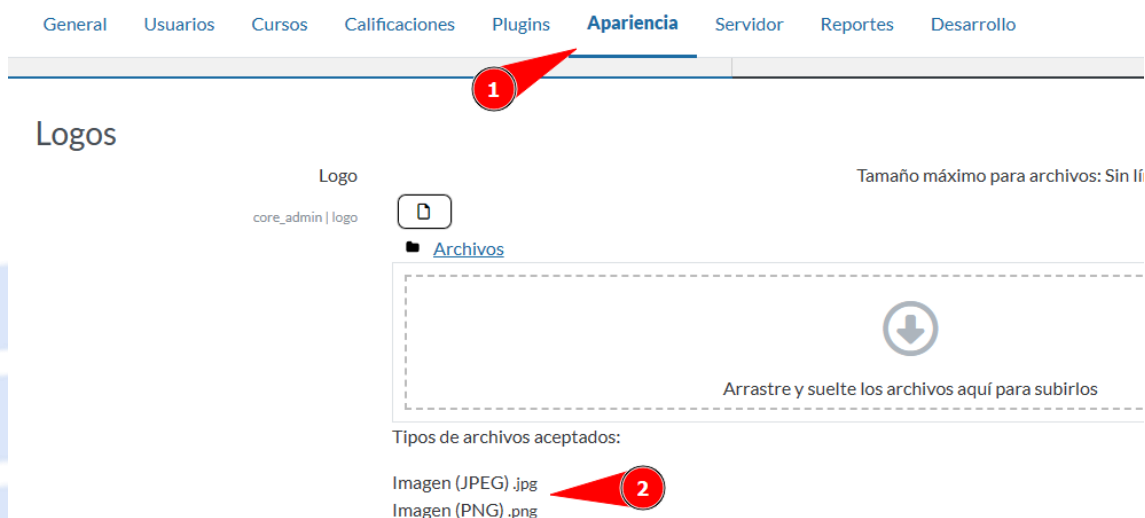 General Usuarios Cursos Calificaciones Plugins Apariencia Servidor Reportes Desarrollo
1
Logos
Logo
Tamaño máximo para archivos: Sin lí
core_admin | logo
Archivos
Arrastre y suelte los archivos aquí para subirlos
Tipos de archivos aceptados:
Imagen (JPEG) .jpg
2
Imagen (PNG) .png